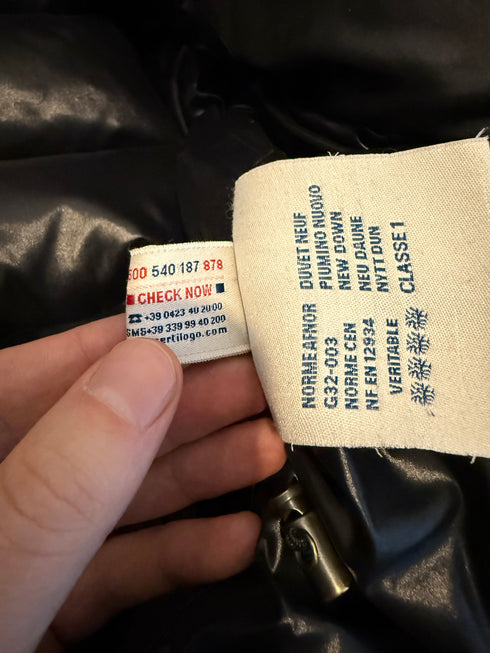 500 540 187 878
CHECK NOW
+39 0423 40 20 00
SMS+39 339 99 40 200
ertilogo.com
NORME AFNOR DUVET NEUF
G32-003 PIUMINO NUOVO
NORME CEN NEW DOWN
NF EN 12934 NEU DAUNE
VERITABLE NYTT DUN
CLASSE 1